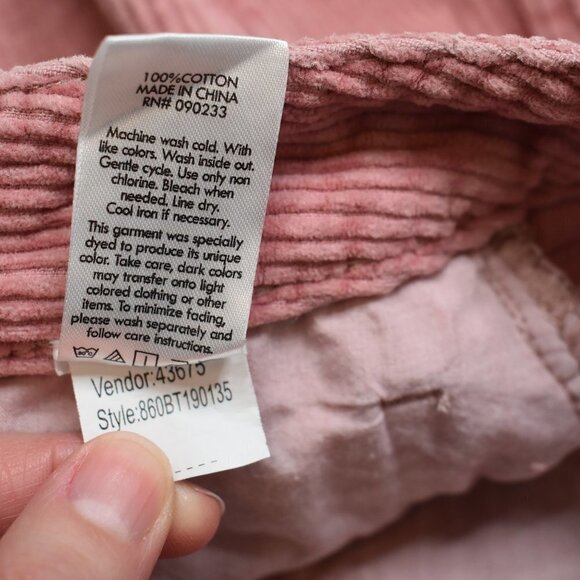 100%COTTON
MADE IN CHINA
RN# 090233
Machine wash cold. With
like colors. Wash inside out.
Gentle cycle. Use only non
chlorine. Bleach when
needed. Line dry.
Cool iron if necessary.
This garment was specially
dyed to produce its unique
color. Take care, dark colors
may transfer onto light
colored clothing or other
items. To minimize fading,
please wash separately and
follow care instructions.
Vendor:43675
Style:860BT190135